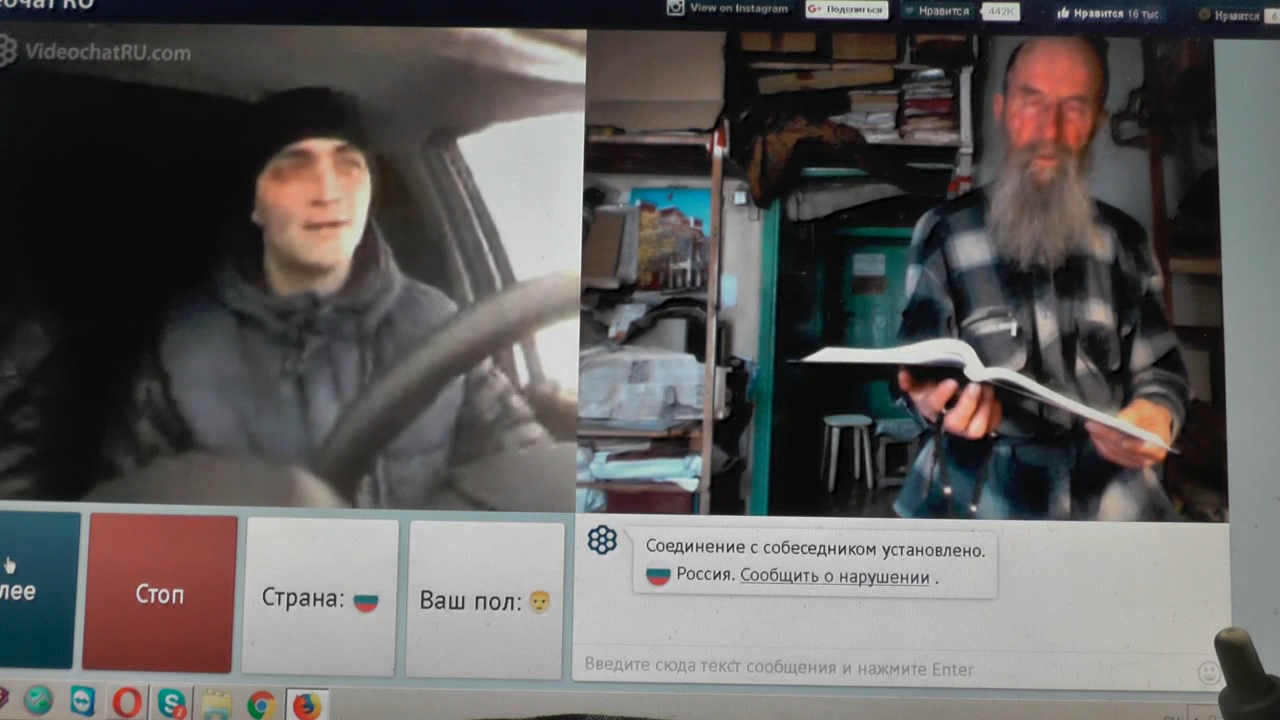 View on Instagram
Поделиться
Нравится
442K
Нравится 16 тыс.
Нравится
VideochatRU.com
Стоп
Страна:
Ваш пол:
Соединение с собеседником установлено.
Россия. Сообщить о нарушении .
Введите сюда текст сообщения и нажмите Enter